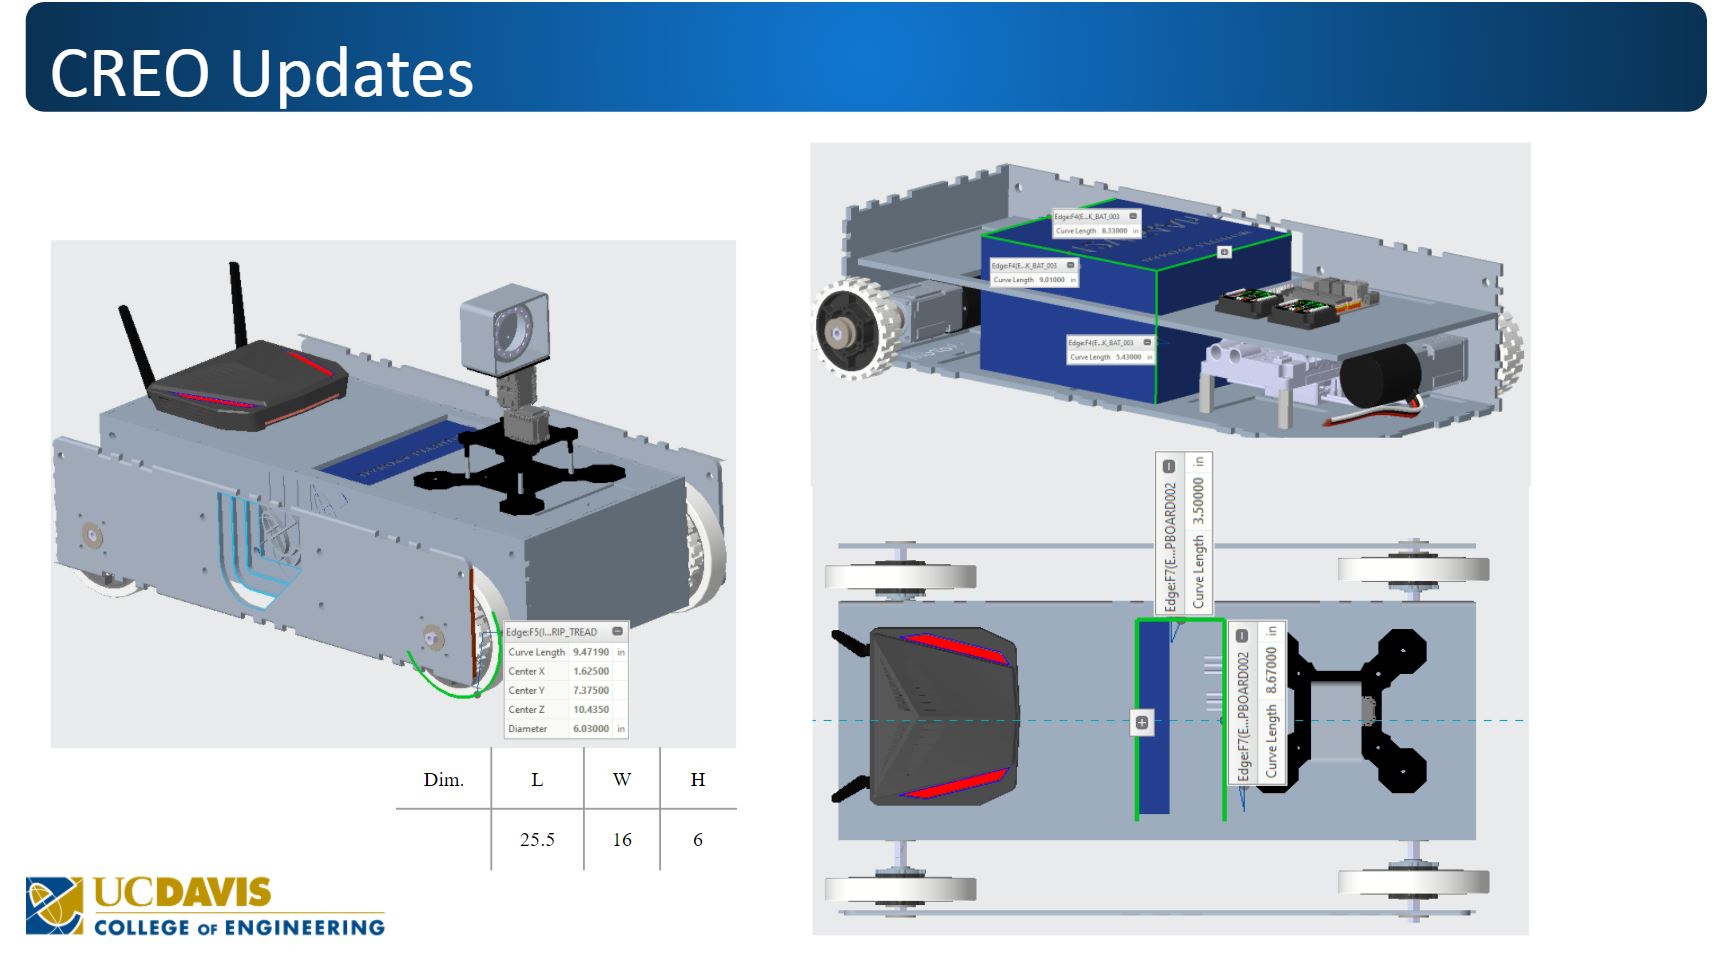 CREO Updates
Edge:F5(I...RIP_TREAD
Curve Length 9.47190 in
Center X 1.62500
Center Y 7.37500
Center Z 10.4350
Diameter 6.03000 in
Dim. L W H
25.5 16 6
UCDAVIS
COLLEGE OF ENGINEERING
Edge:F4(E...K_BAT_003
Curve Length 8.33000 in
Edge:F4(E...K_BAT_003
Curve Length 9.01000 in
Edge:F4(E...K_BAT_003
Curve Length 5.43000 in
Edge:F7(E...PBOARD002
Curve Length 3.50000 in
Edge:F7(E...PBOARD002
Curve Length 8.67000 in